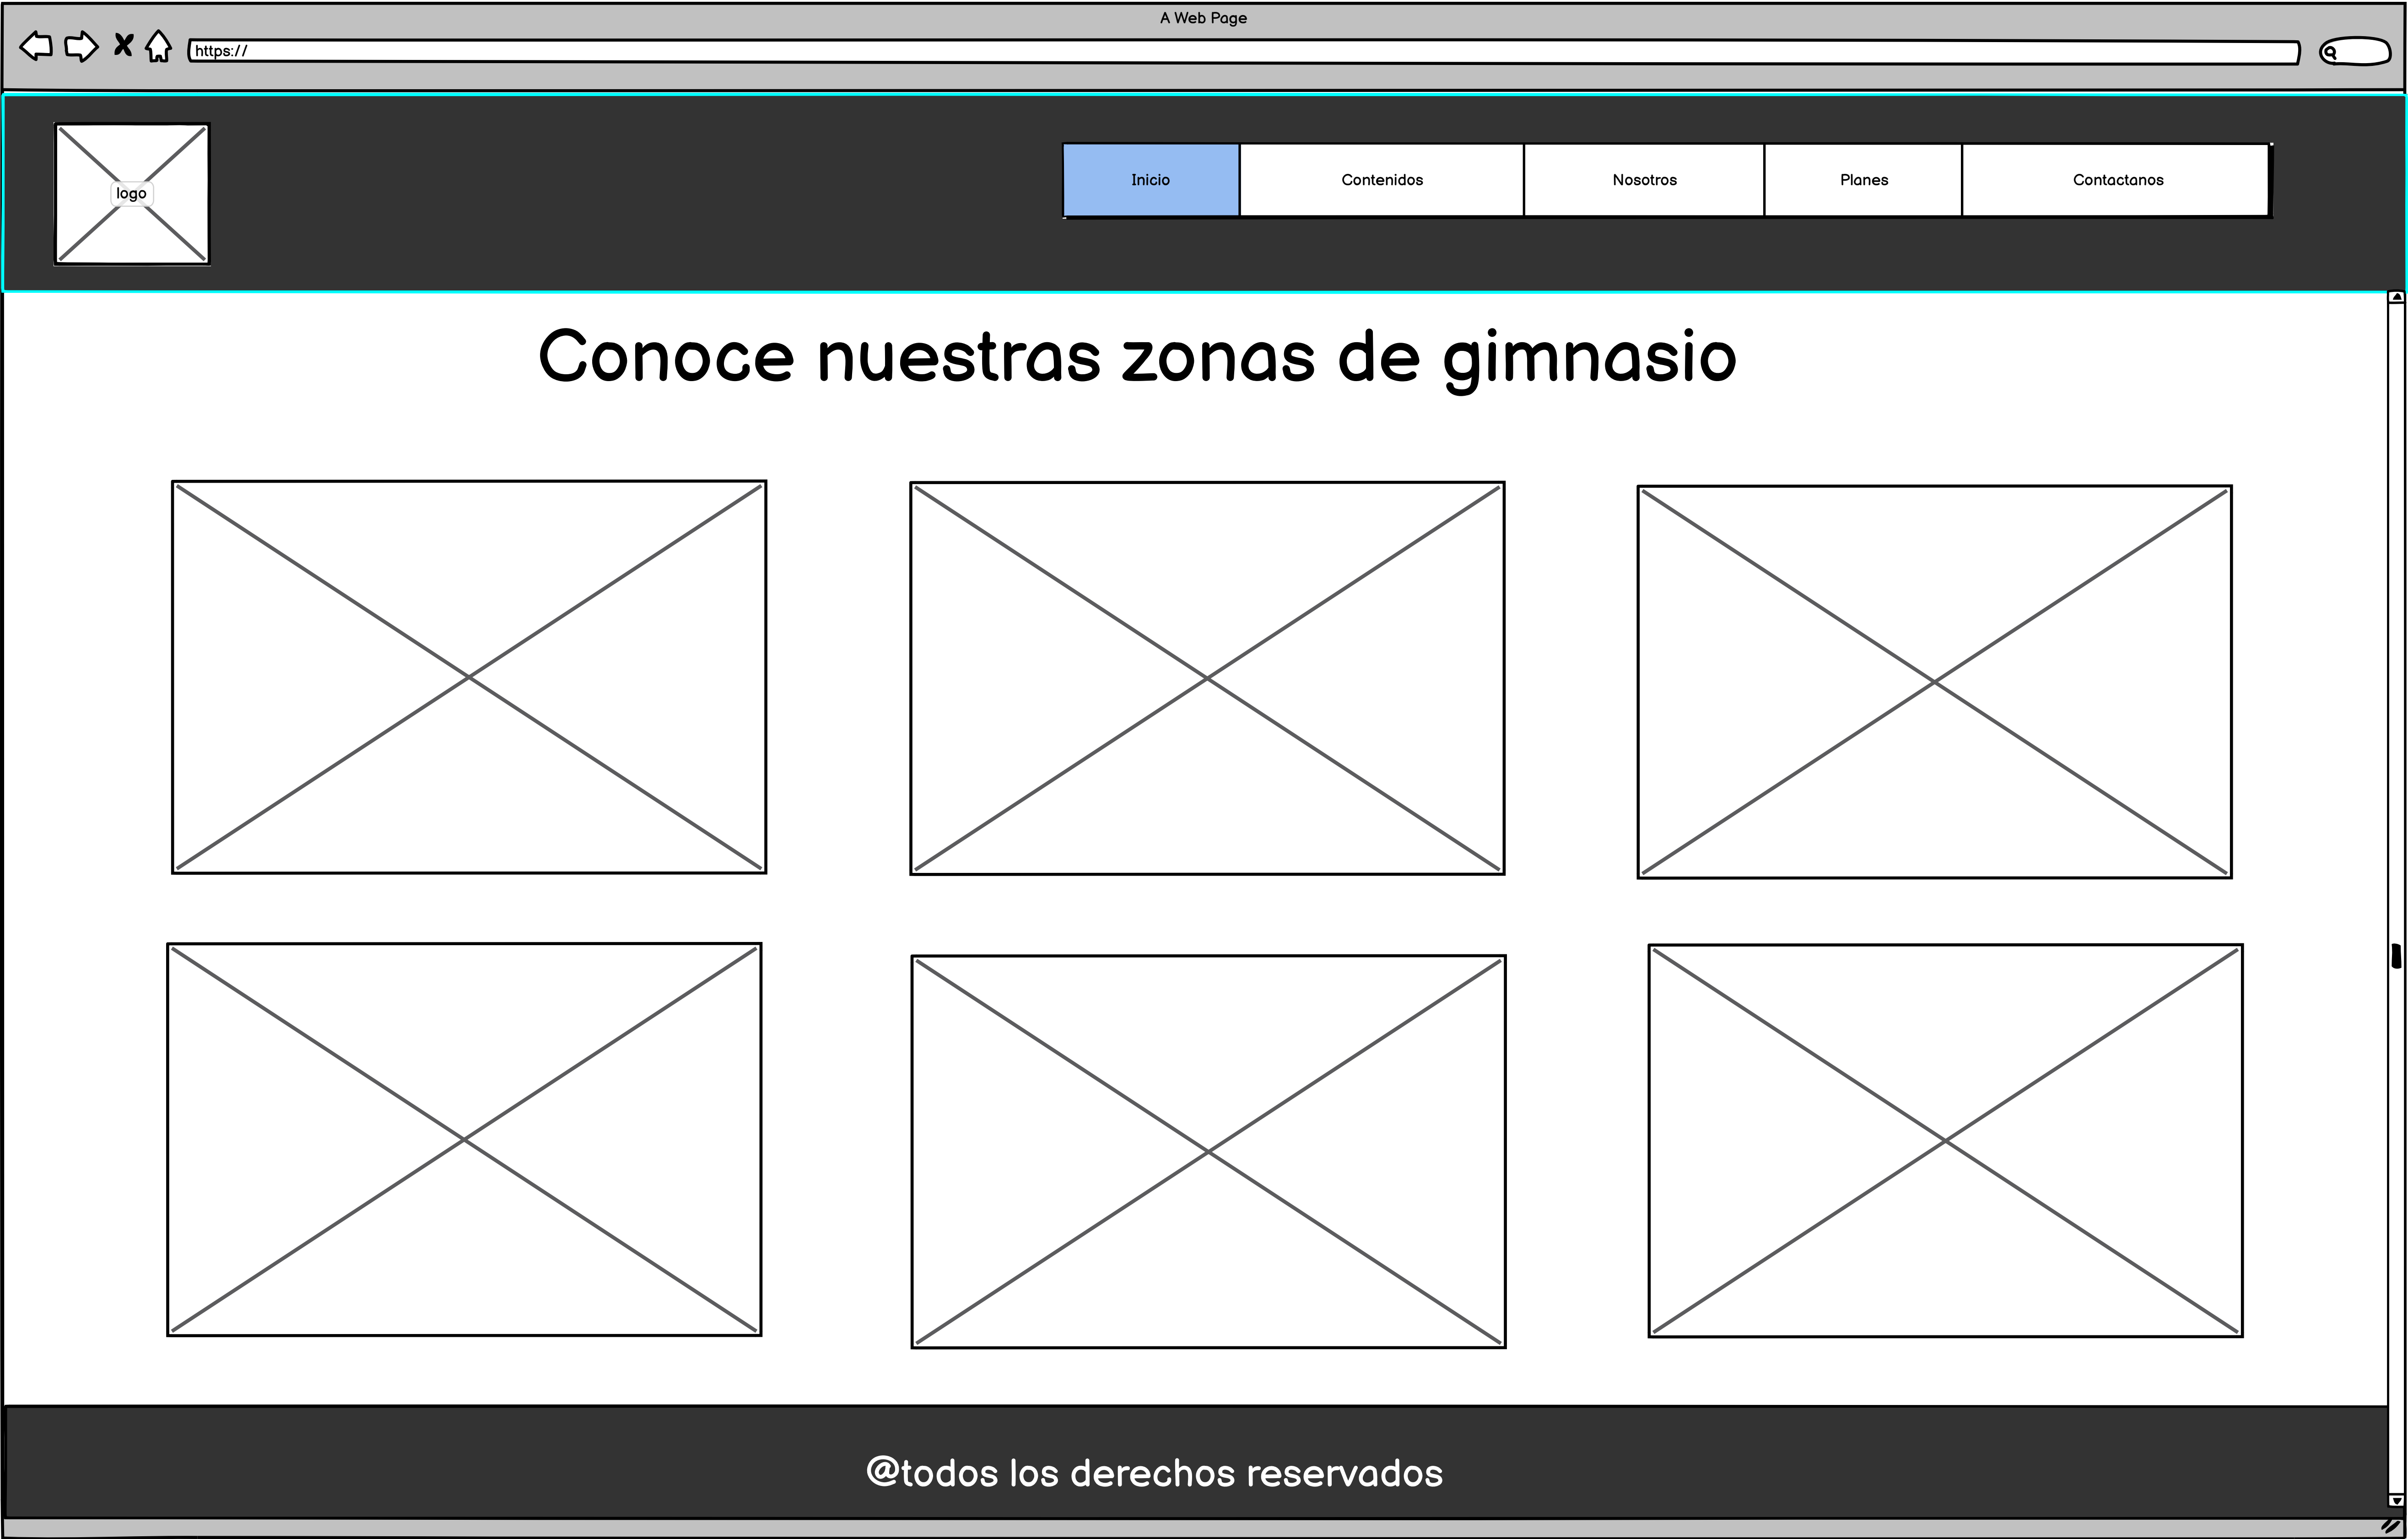 A Web Page
https://
logo
Inicio Contenidos Nosotros Planes Contactanos
Conoce nuestras zonas de gimnasio
@todos los derechos reservados